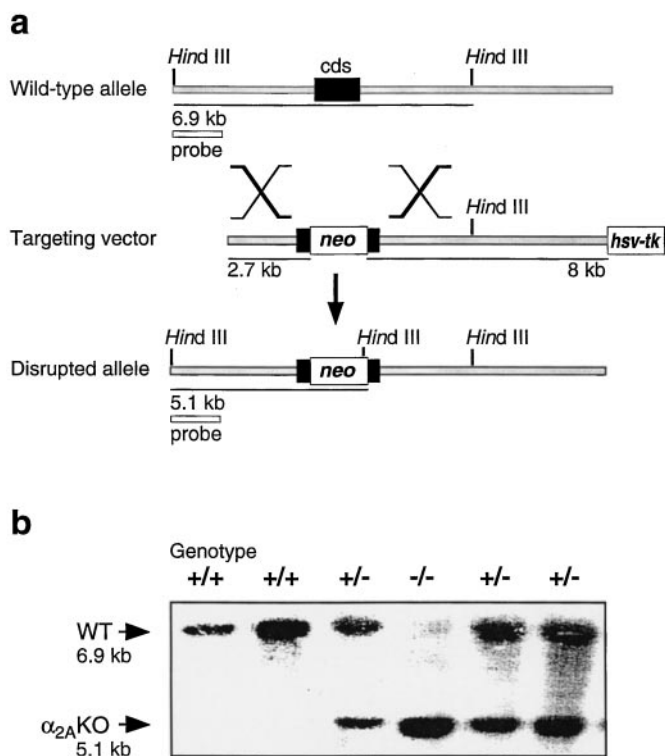 a
Hind III
cds
Hind III
Wild-type allele
6.9 kb
probe
Hind III
Targeting vector
neo
hsv-tk
2.7 kb
8 kb
Hind III
Hind III
Hind III
Disrupted allele
neo
5.1 kb
probe
b
Genotype
+/+ +/+ +/- -/- +/- +/-
WT
6.9 kb
α2AKO
5.1 kb